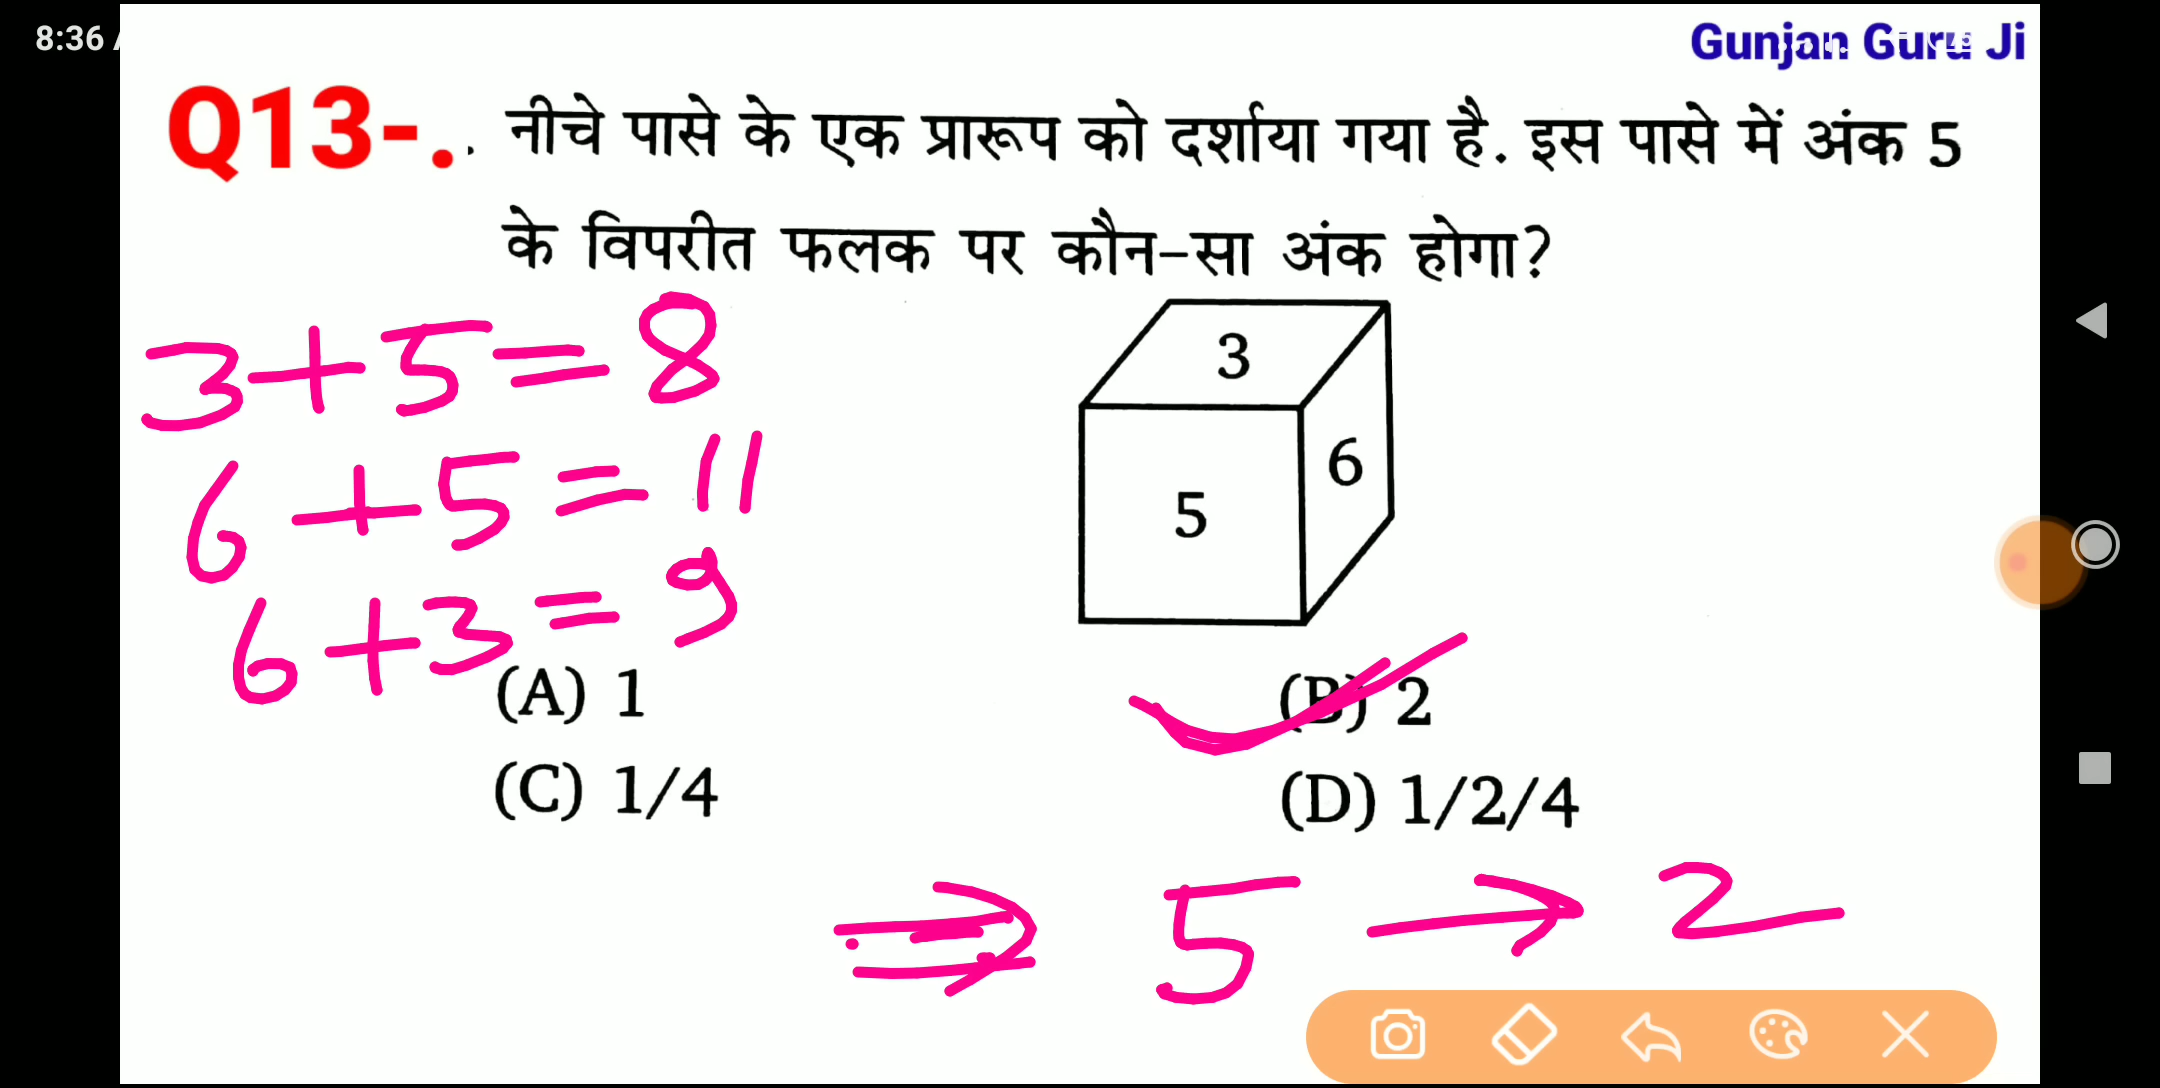 8:36
Gunjan Guru Ji
Q13-.. नीचे पासे के एक प्रारूप को दर्शाया गया है. इस पासे में अंक 5
के विपरीत फलक पर कौन-सा अंक होगा?
3+5=8
6+5=11
6+3=9
3
6
5
(A) 1
(B) 2
(C) 1/4
(D) 1/2/4
⇒ 5 → 2